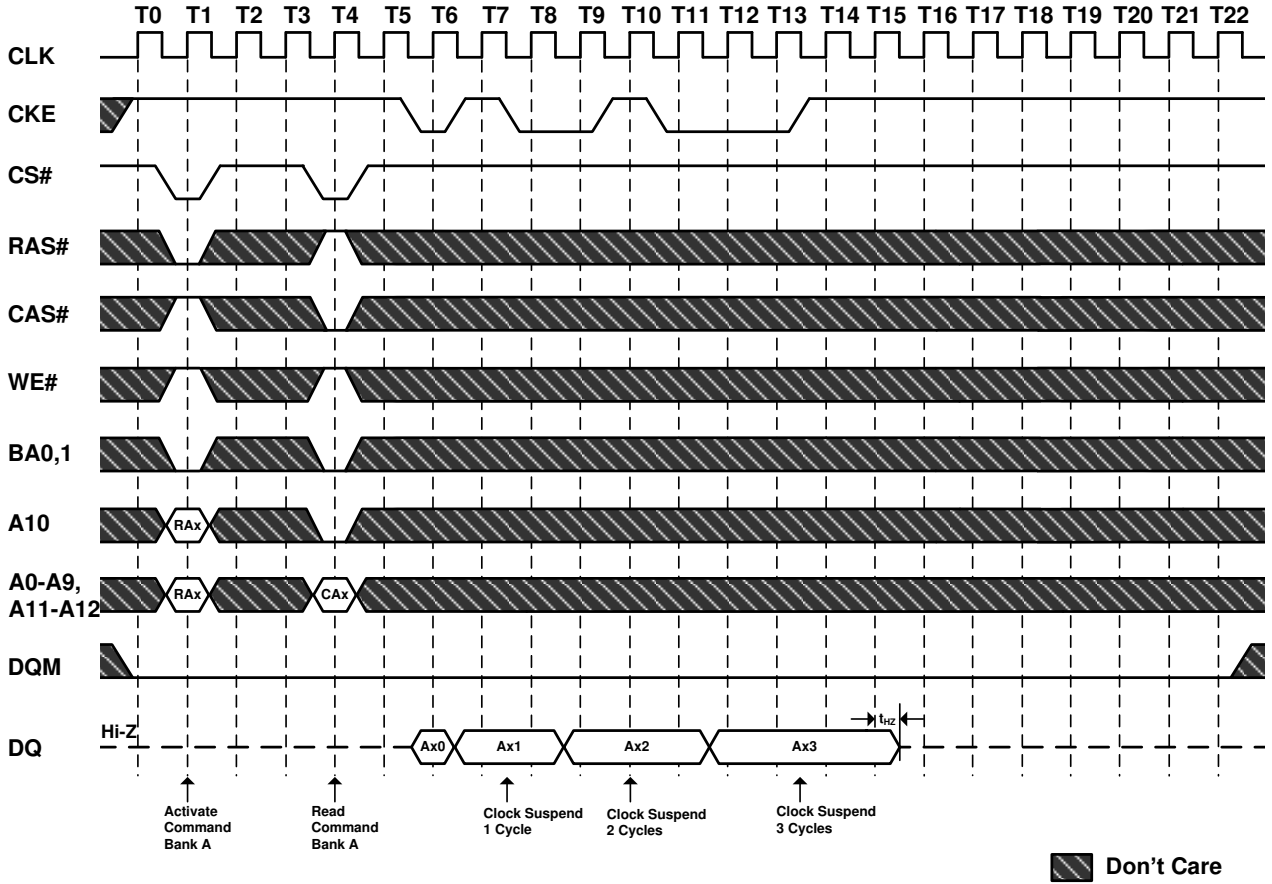 T0 T1 T2 T3 T4 T5 T6 T7 T8 T9 T10 T11 T12 T13 T14 T15 T16 T17 T18 T19 T20 T21 T22
CLK
CKE
CS#
RAS#
CAS#
WE#
BA0,1
A10
RAx
A0-A9,
A11-A12
RAx
CAx
DQM
DQ
Hi-Z
Ax0
Ax1
Ax2
Ax3
tHZ
Activate
Command
Bank A
Read
Command
Bank A
Clock Suspend
1 Cycle
Clock Suspend
2 Cycles
Clock Suspend
3 Cycles
Don't Care